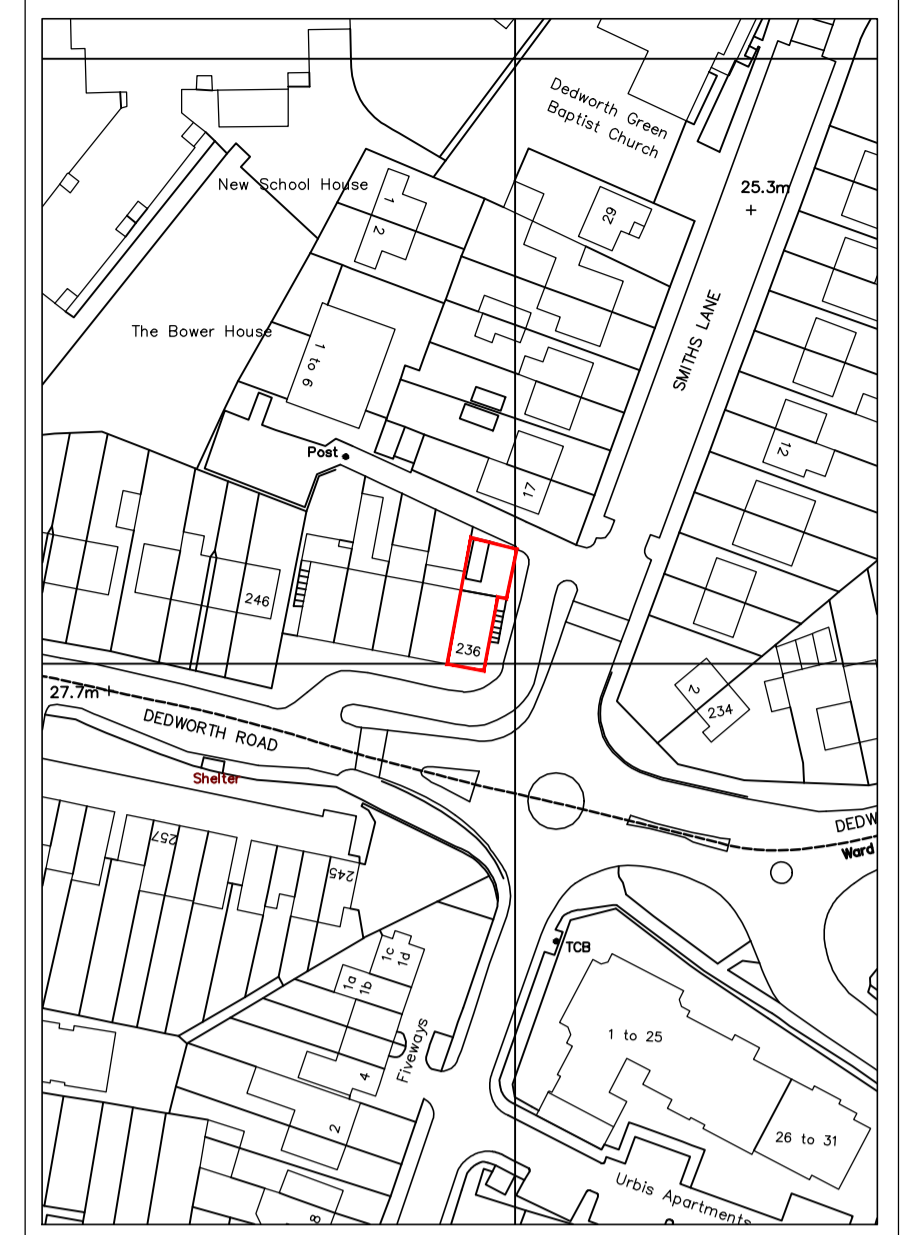 Dedworth Green
Baptist Church
New School House
25.3m
1
2
29
SMITHS LANE
The Bower House
1 to 6
12
Post
17
246
236
2
234
27.7m
DEDWORTH ROAD
Shelter
DEDW
Ward
257
245
TCB
1c
1d
1a
1b
Fiveways
1 to 25
4
2
26 to 31
Urbis Apartments
8